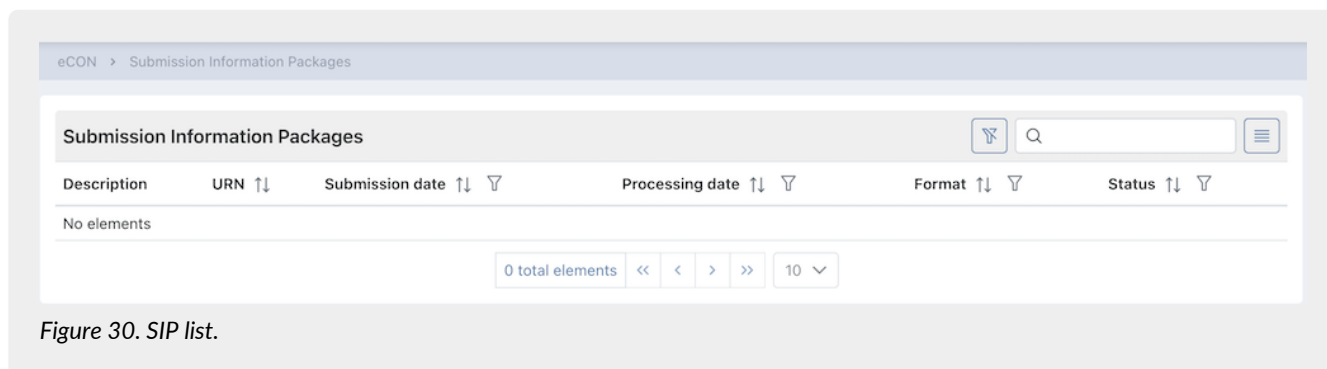 eCON > Submission Information Packages
Submission Information Packages
Description URN Submission date Processing date Format Status
No elements
0 total elements << < > >> 10
Figure 30. SIP list.